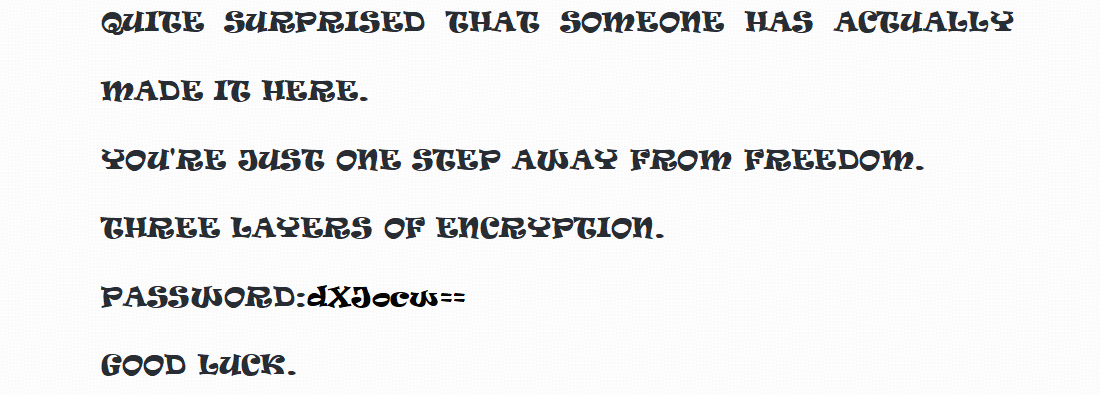 QUITE SURPRISED THAT SOMEONE HAS ACTUALLY
MADE IT HERE.
YOU'RE JUST ONE STEP AWAY FROM FREEDOM.
THREE LAYERS OF ENCRYPTION.
PASSWORD:dXJocw==
GOOD LUCK.